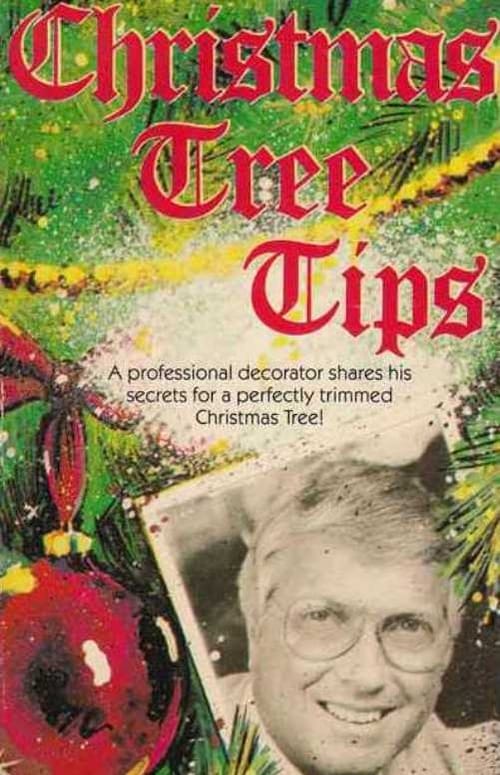 Christmas
Tree
Tips
A professional decorator shares his
secrets for a perfectly trimmed
Christmas Tree!